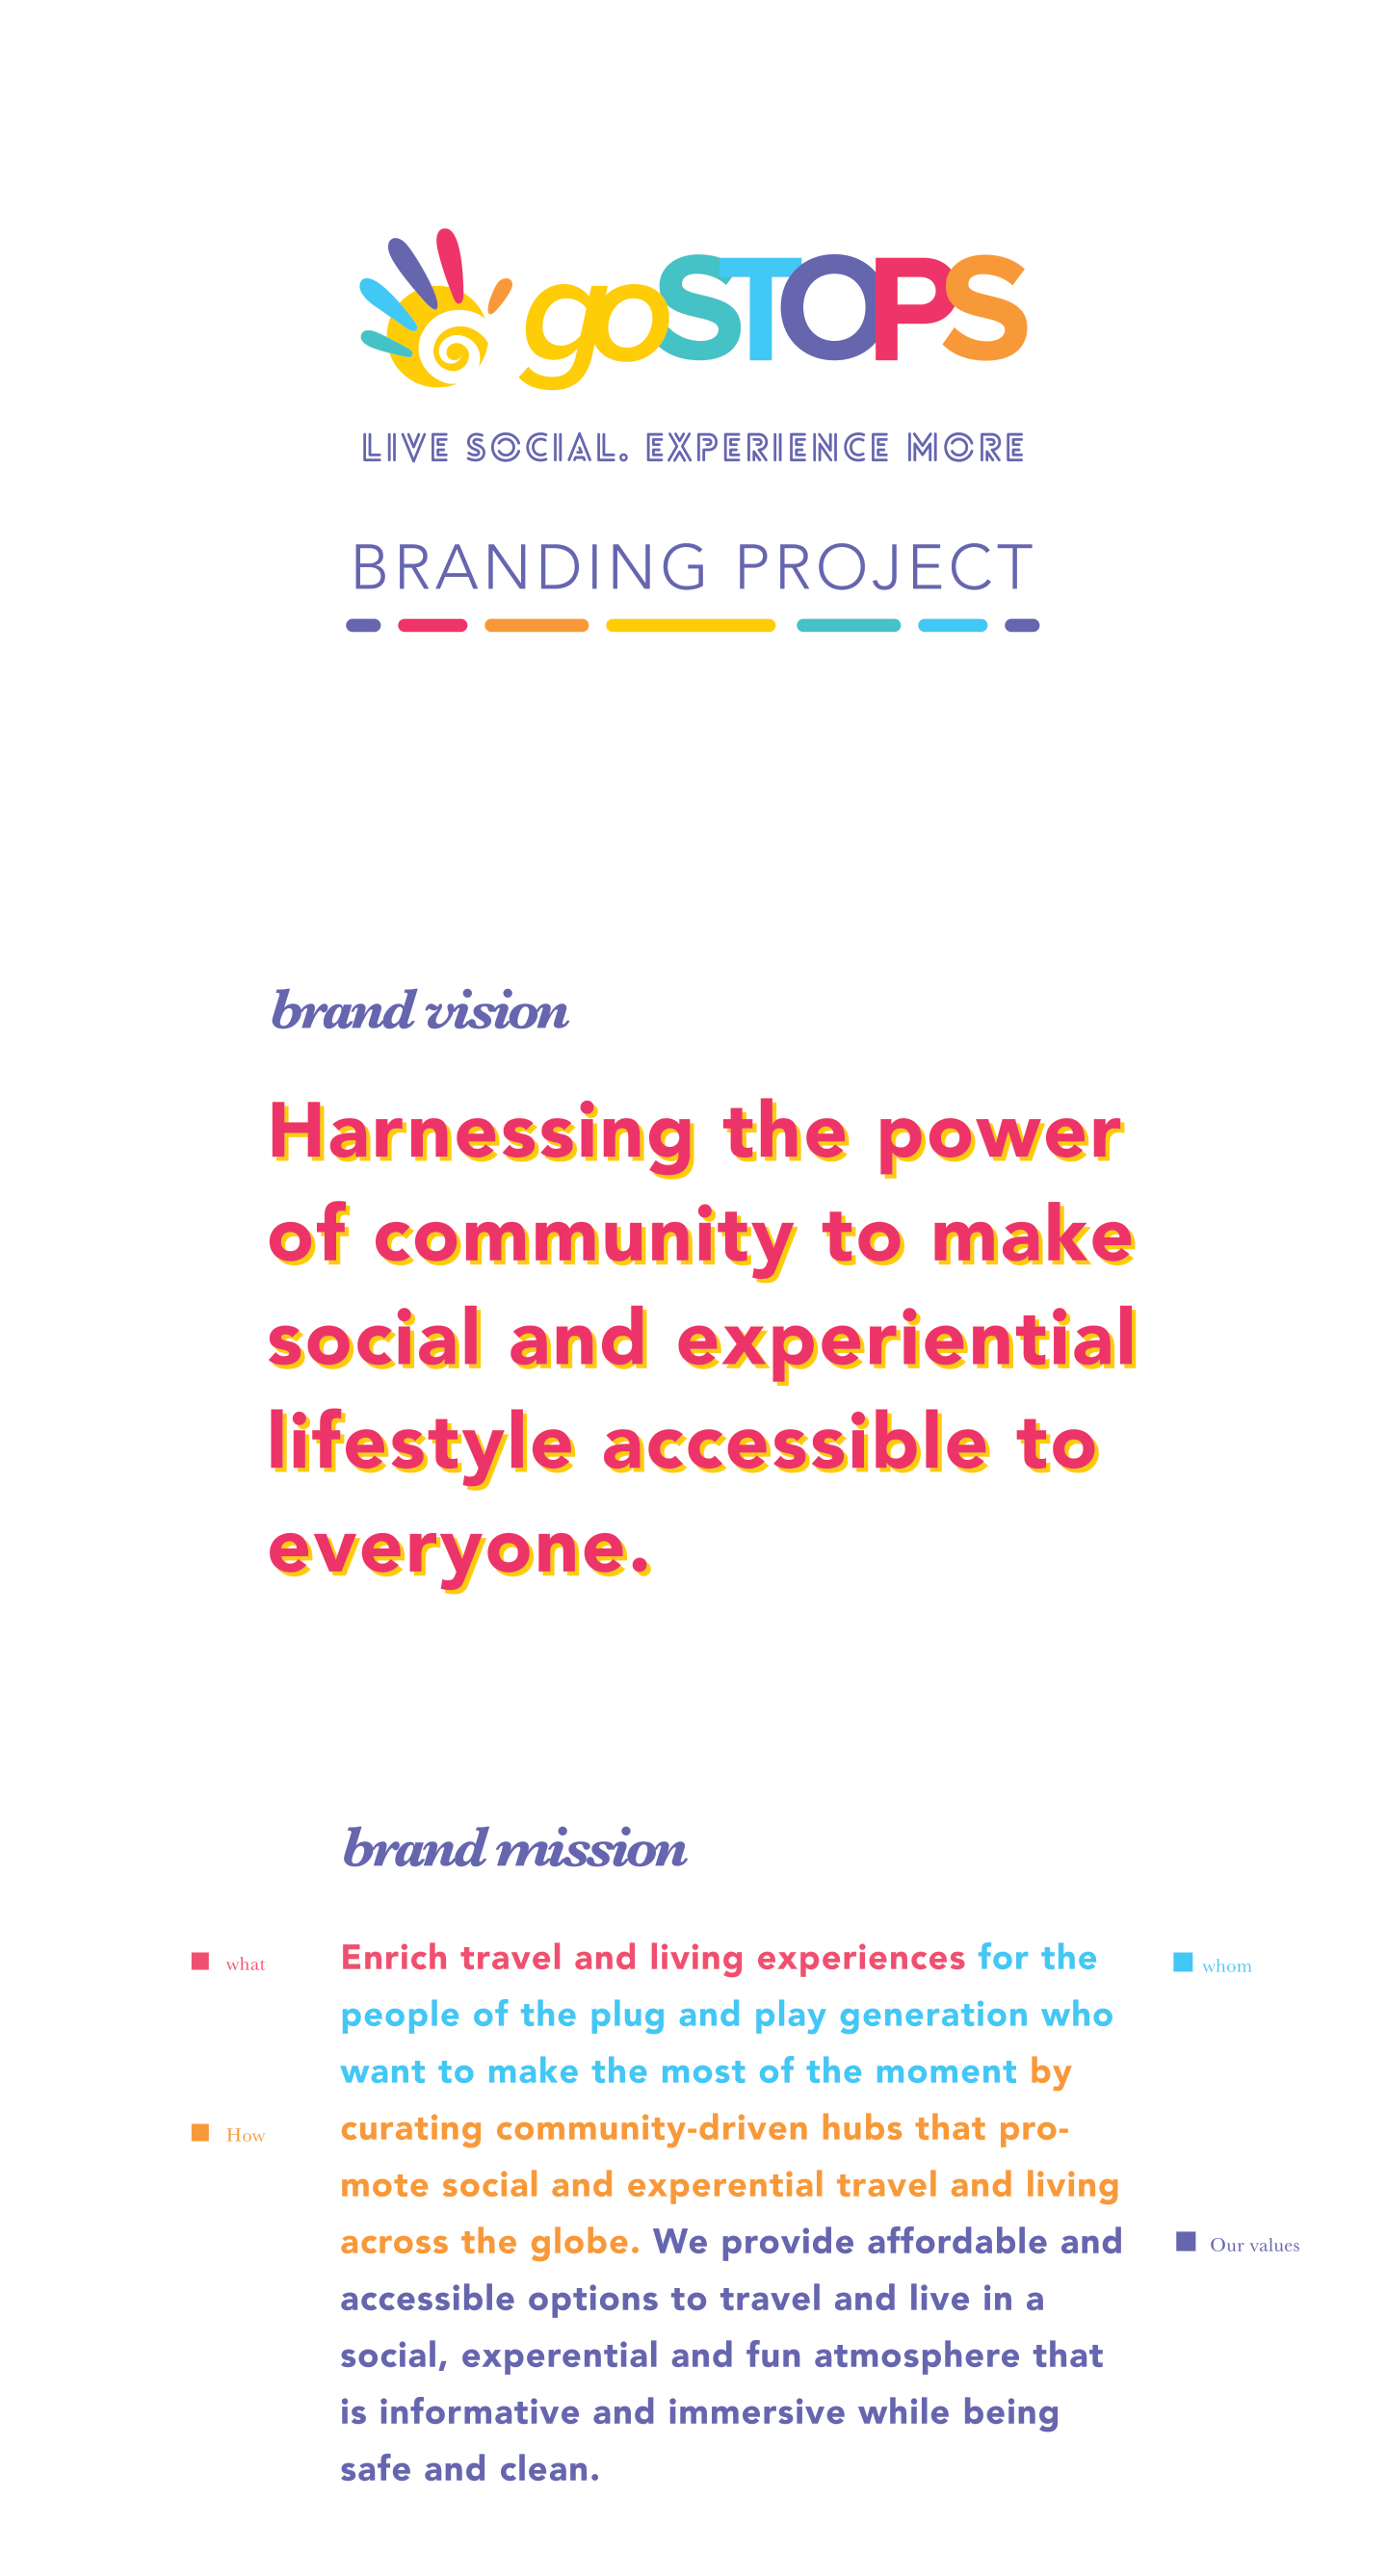 goSTOPS
LIVE SOCIAL. EXPERIENCE MORE
BRANDING PROJECT
brand vision
Harnessing the power
of community to make
social and experiential
lifestyle accessible to
everyone.
brand mission
what
Enrich travel and living experiences for the
whom
people of the plug and play generation who
want to make the most of the moment by
How
curating community-driven hubs that pro-
mote social and experential travel and living
across the globe. We provide affordable and
Our values
accessible options to travel and live in a
social, experential and fun atmosphere that
is informative and immersive while being
safe and clean.